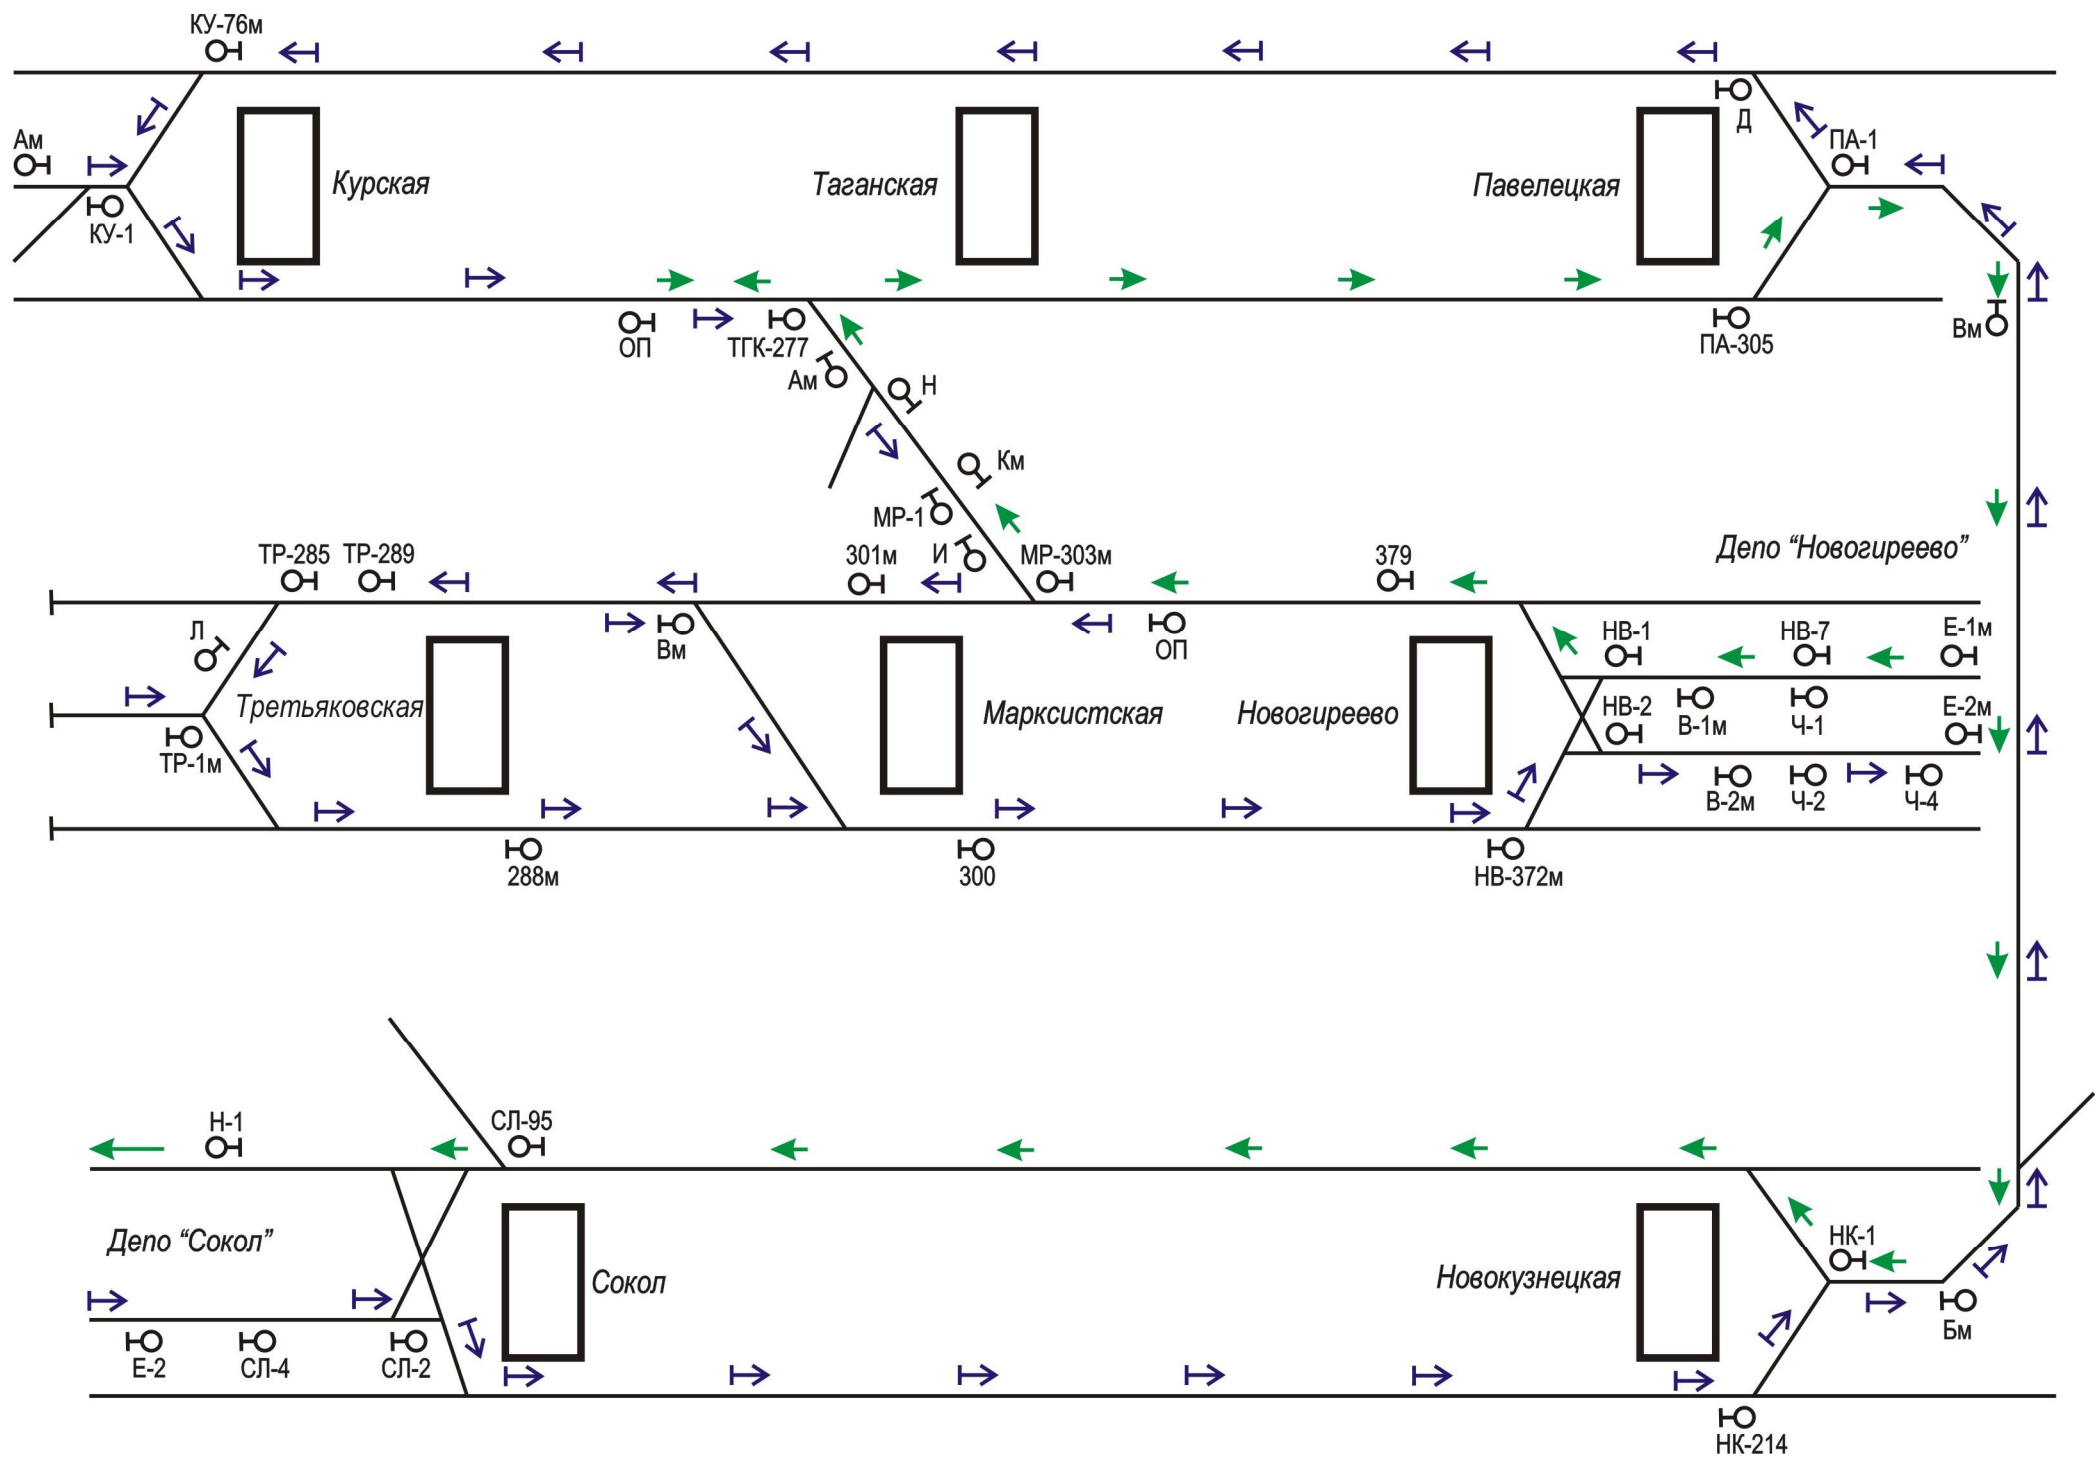 КУ-76м
Д
Ам
ПА-1
Курская
Таганская
Павелецкая
КУ-1
Вм
ОП
ТГК-277
ПА-305
Ам
Н
Км
МР-1
Депо “Новогиреево”
ТР-285
ТР-289
301м
И
МР-303м
379
Л
Вм
ОП
НВ-1
НВ-7
Е-1м
Третьяковская
Марксистская
Новогиреево
НВ-2
В-1м
Ч-1
Е-2м
ТР-1м
В-2м
Ч-2
Ч-4
288м
300
НВ-372м
Н-1
СЛ-95
Депо “Сокол”
НК-1
Сокол
Новокузнецкая
Бм
Е-2
СЛ-4
СЛ-2
НК-214